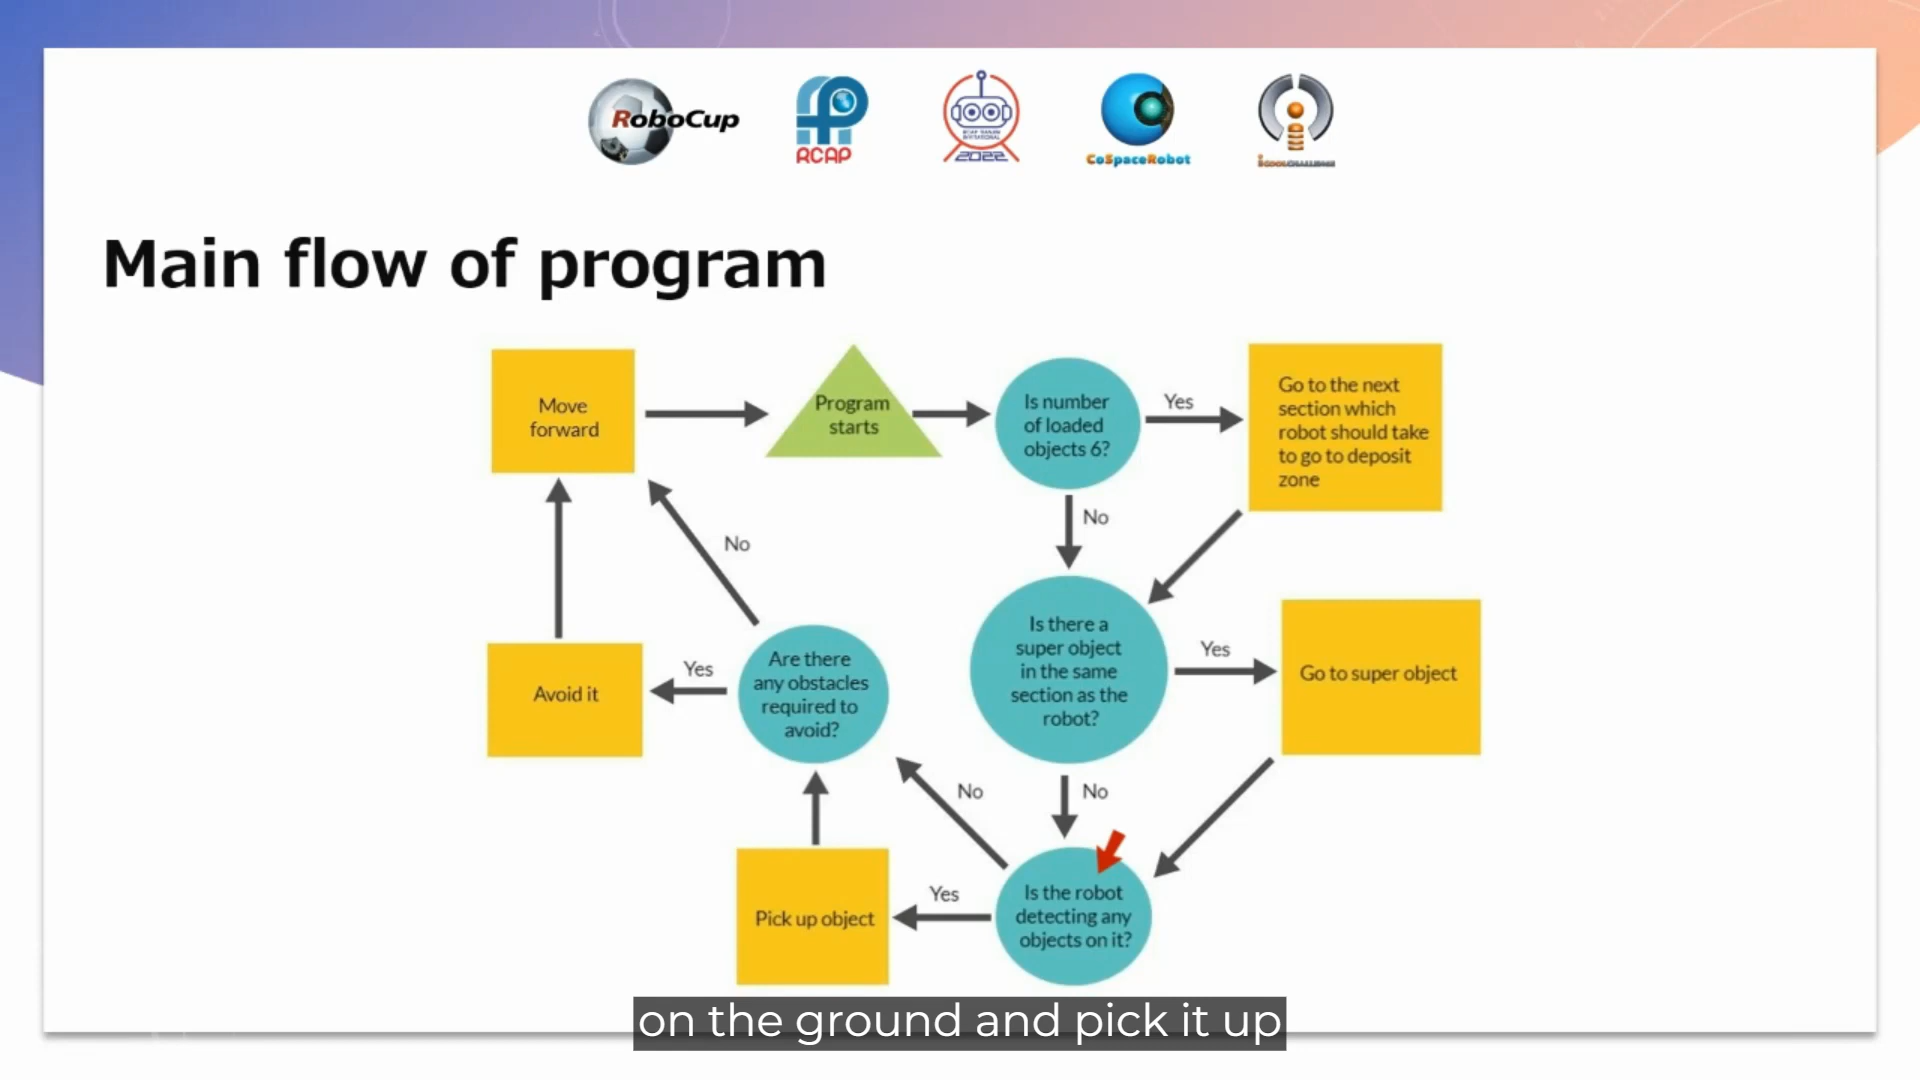 RoboCup
RCAP
2022
CoSpaceRobot
Main flow of program
Move
forward
Program
starts
Is number
of loaded
objects 6?
Yes
Go to the next
section which
robot should take
to go to deposit
zone
No
No
Is there a
super object
in the same
section as the
robot?
Yes
Go to super object
Are there
any obstacles
required to
avoid?
Yes
Avoid it
No
No
Is the robot
detecting any
objects on it?
Yes
Pick up object
on the ground and pick it up